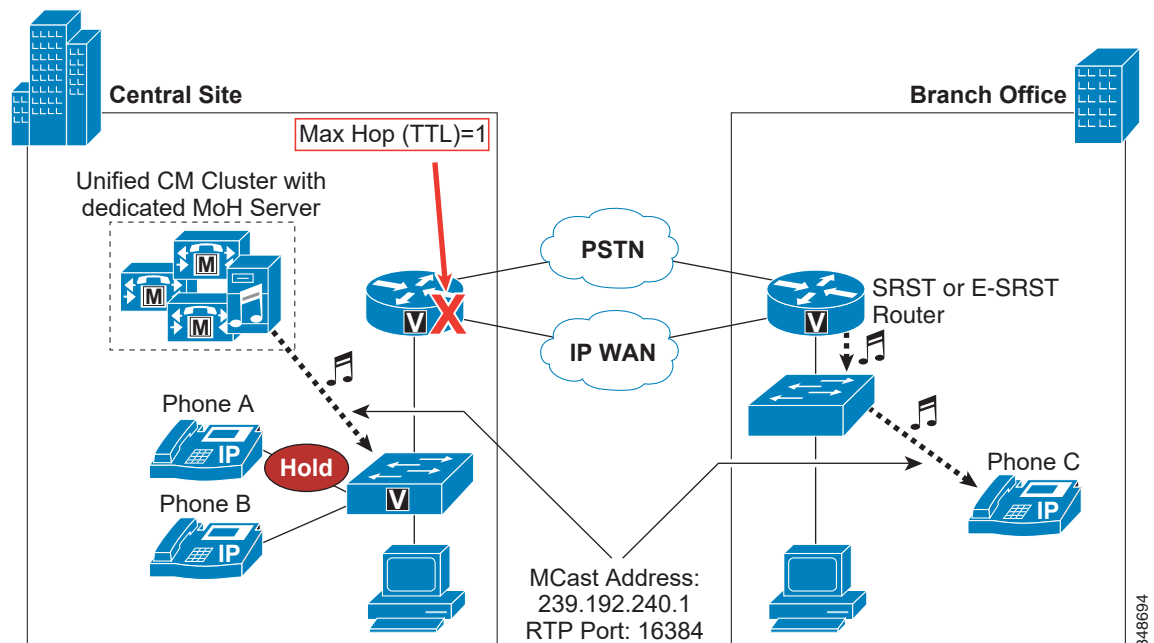 Central Site
Branch Office
Max Hop (TTL)=1
Unified CM Cluster with
dedicated MoH Server
M
M
M
V
X
PSTN
IP WAN
V
SRST or E-SRST
Router
Phone A
IP
Hold
Phone B
IP
V
Phone C
IP
MCast Address:
239.192.240.1
RTP Port: 16384
348694